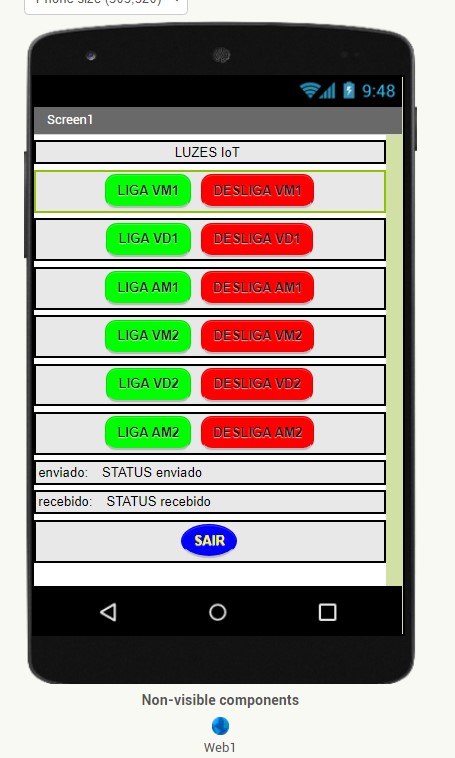 Phone size (505,320)
9:48
Screen1
LUZES IoT
LIGA VM1 DESLIGA VM1
LIGA VD1 DESLIGA VD1
LIGA AM1 DESLIGA AM1
LIGA VM2 DESLIGA VM2
LIGA VD2 DESLIGA VD2
LIGA AM2 DESLIGA AM2
enviado: STATUS enviado
recebido: STATUS recebido
SAIR
Non-visible components
Web1